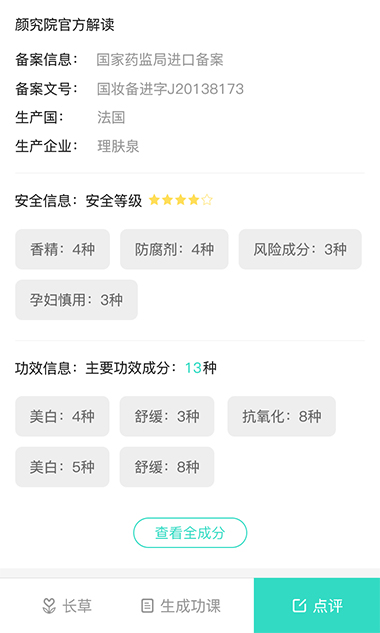 颜究院官方解读
备案信息： 国家药监局进口备案
备案文号： 国妆备进字J20138173
生产国： 法国
生产企业： 理肤泉
安全信息：安全等级
香精：4种 防腐剂：4种 风险成分：3种
孕妇慎用：3种
功效信息：主要功效成分：13种
美白：4种 舒缓：3种 抗氧化：8种
美白：5种 舒缓：8种
查看全成分
长草 生成功课 点评